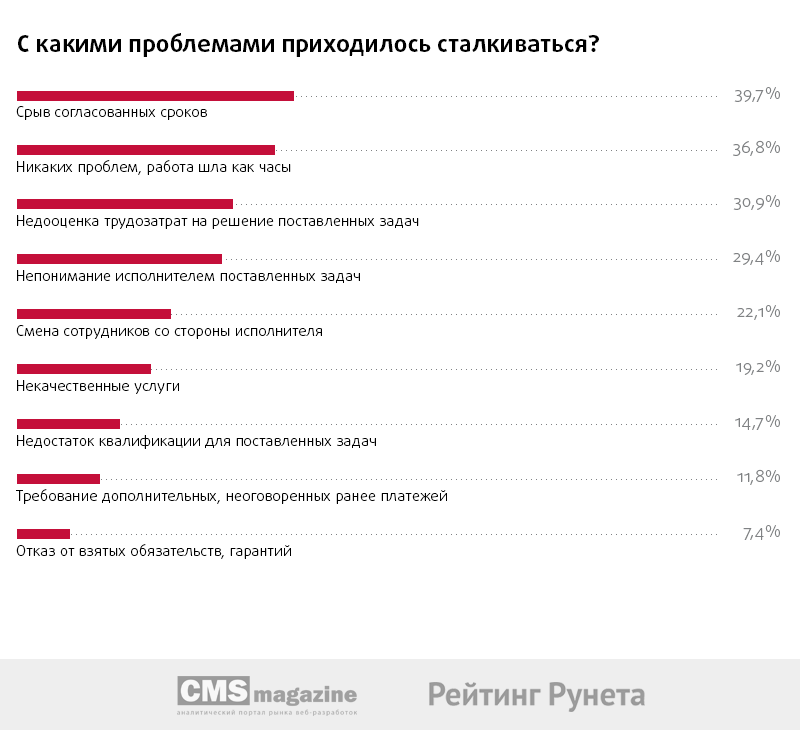 С какими проблемами приходилось сталкиваться?
39,7%
Срыв согласованных сроков
36,8%
Никаких проблем, работа шла как часы
30,9%
Недооценка трудозатрат на решение поставленных задач
29,4%
Непонимание исполнителем поставленных задач
22,1%
Смена сотрудников со стороны исполнителя
19,2%
Некачественные услуги
14,7%
Недостаток квалификации для поставленных задач
11,8%
Требование дополнительных, неоговоренных ранее платежей
7,4%
Отказ от взятых обязательств, гарантий
CMS magazine
аналитический портал рынка веб-разработок
Рейтинг Рунета